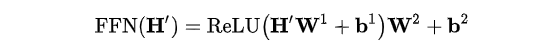 FFN(H′) = ReLU(H′W¹ + b¹)W² + b²